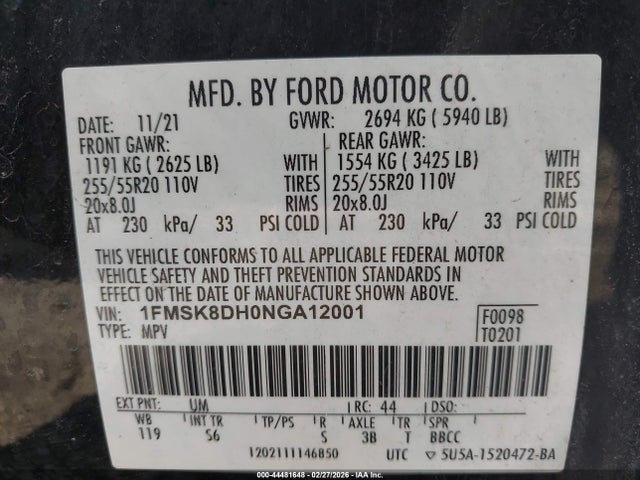 MFD. BY FORD MOTOR CO.
DATE: 11/21 GVWR: 2694 KG ( 5940 LB)
FRONT GAWR: REAR GAWR:
1191 KG ( 2625 LB) WITH 1554 KG ( 3425 LB) WITH
255/55R20 110V TIRES 255/55R20 110V TIRES
20x8.0J RIMS 20x8.0J RIMS
AT 230 kPa/ 33 PSI COLD AT 230 kPa/ 33 PSI COLD
THIS VEHICLE CONFORMS TO ALL APPLICABLE FEDERAL MOTOR
VEHICLE SAFETY AND THEFT PREVENTION STANDARDS IN
EFFECT ON THE DATE OF MANUFACTURE SHOWN ABOVE.
VIN: 1FMSK8DH0NGA12001 F0098
TYPE: MPV T0201
EXT PNT: UM RC: 44 DSO:
WB INT TR TP/PS R AXLE TR SPR
119 S6 S 3B T BBCC
1202111146850 UTC ▽ 5U5A-1520472-BA
000-44481648 - 02/27/2026 - IAA Inc.